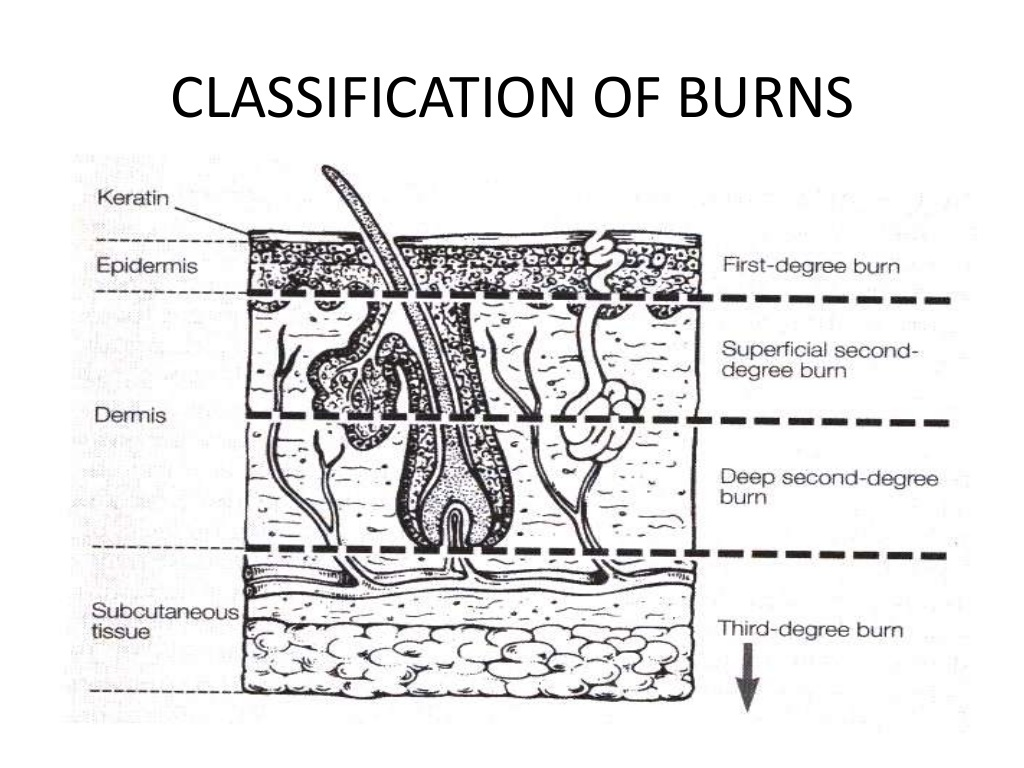 CLASSIFICATION OF BURNS
Keratin
Epidermis
First-degree burn
Superficial second-
degree burn
Dermis
Deep second-degree
burn
Subcutaneous
tissue
Third-degree burn